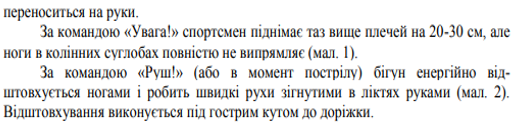 переноситься на руки.
За командою «Увага!» спортсмен піднімає таз вище плечей на 20-30 см, але
ноги в колінних суглобах повністю не випрямляє (мал. 1).
За командою «Руш!» (або в момент пострілу) бігун енергійно від-
штовхується ногами і робить швидкі рухи зігнутими в ліктях руками (мал. 2).
Відштовхування виконується під гострим кутом до доріжки.